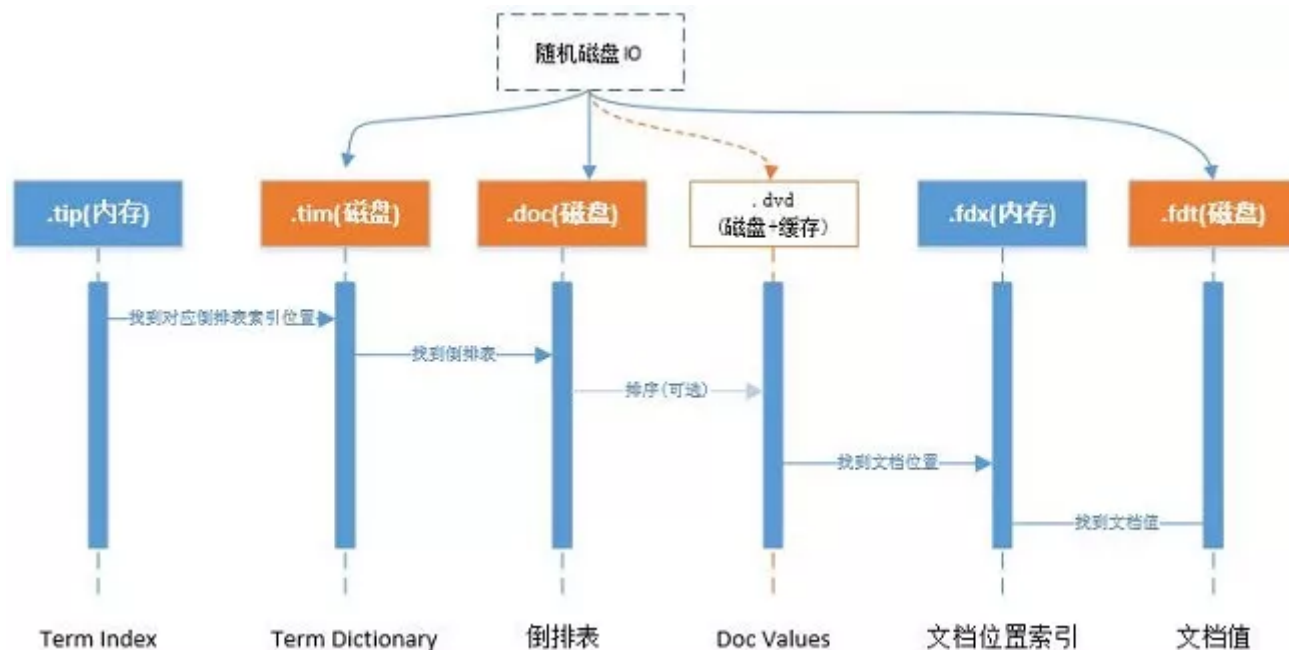 随机磁盘IO
.tip(内存)
.tim(磁盘)
.doc(磁盘)
.dvd
(磁盘+缓存)
.fdx(内存)
.fdt(磁盘)
找到对应倒排表索引位置
找到倒排表
排序(可选)
找到文档位置
找到文档值
Term Index
Term Dictionary
倒排表
Doc Values
文档位置索引
文档值